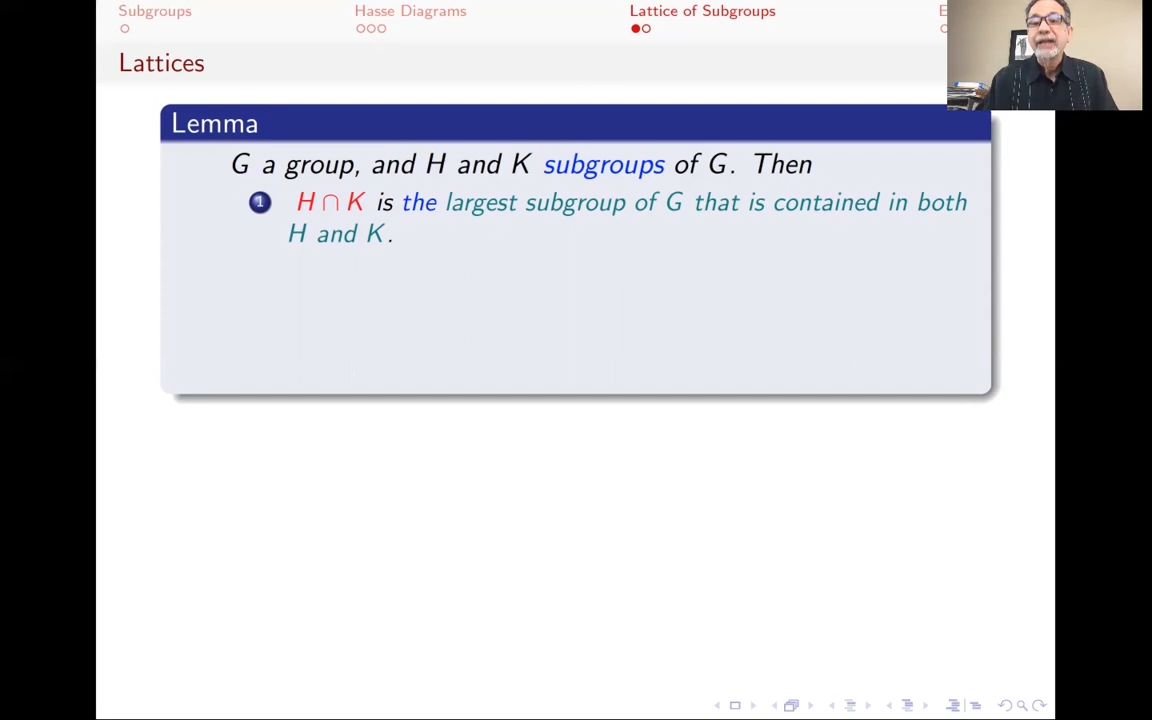 Subgroups Hasse Diagrams Lattice of Subgroups E
Lattices
Lemma
G a group, and H and K subgroups of G. Then
1 H ∩ K is the largest subgroup of G that is contained in both
H and K.